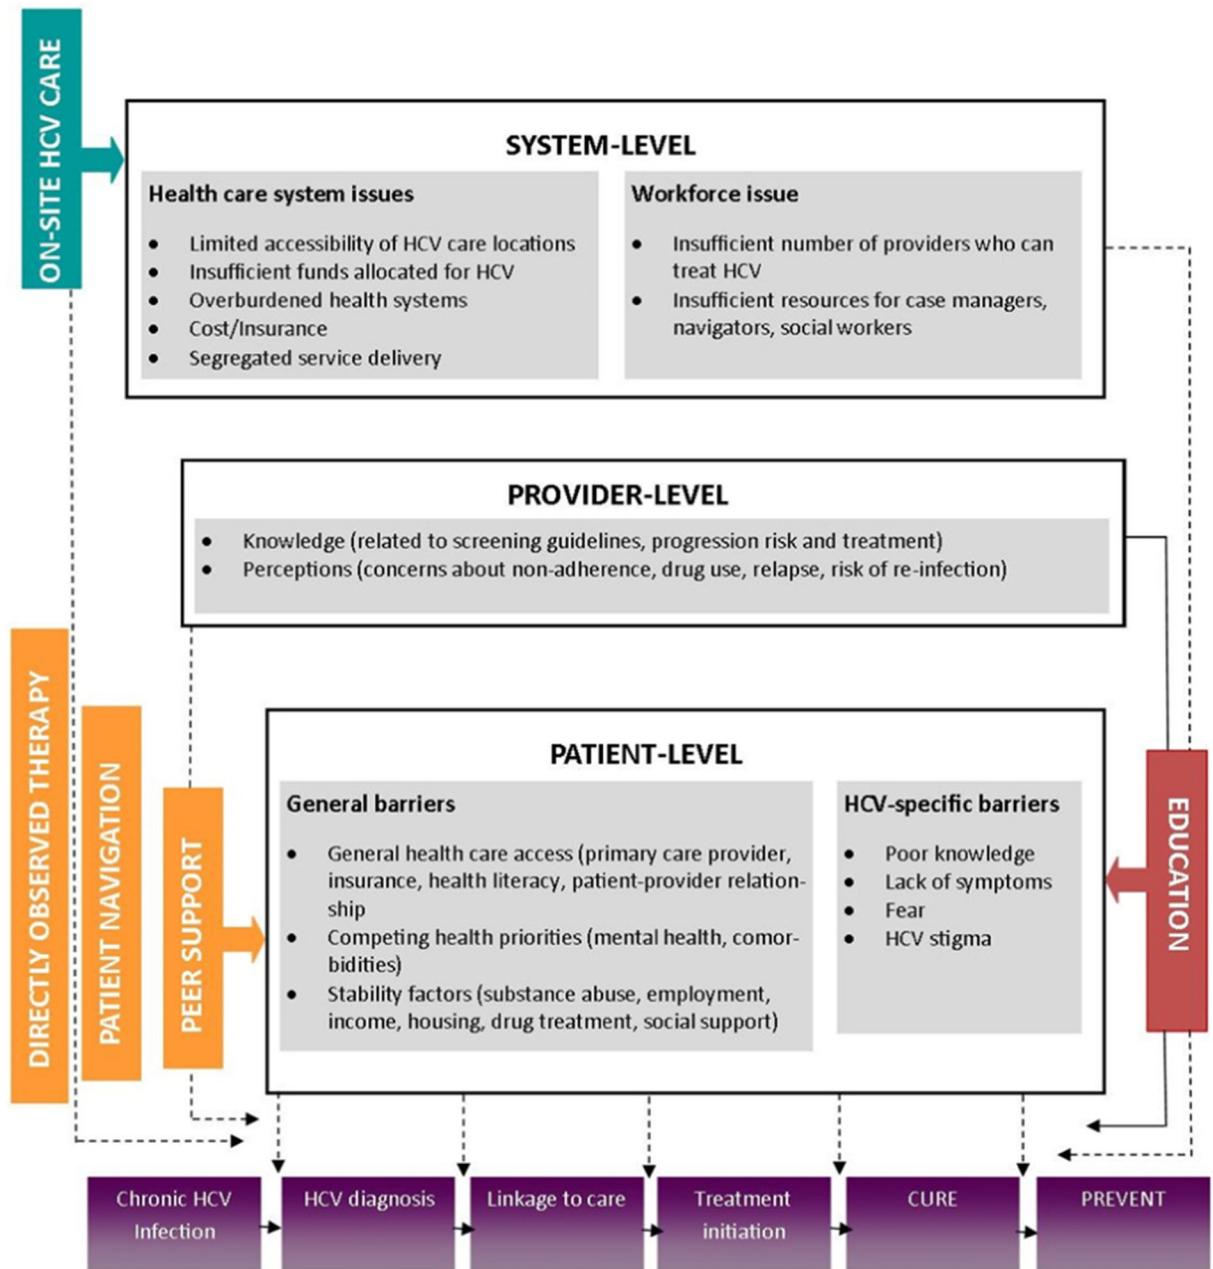 ON-SITE HCV CARE
SYSTEM-LEVEL
Health care system issues
• Limited accessibility of HCV care locations
• Insufficient funds allocated for HCV
• Overburdened health systems
• Cost/Insurance
• Segregated service delivery
Workforce issue
• Insufficient number of providers who can
treat HCV
• Insufficient resources for case managers,
navigators, social workers
PROVIDER-LEVEL
• Knowledge (related to screening guidelines, progression risk and treatment)
• Perceptions (concerns about non-adherence, drug use, relapse, risk of re-infection)
DIRECTLY OBSERVED THERAPY
PATIENT NAVIGATION
PEER SUPPORT
PATIENT-LEVEL
General barriers
• General health care access (primary care provider,
insurance, health literacy, patient-provider relation-
ship
• Competing health priorities (mental health, comor-
bidities)
• Stability factors (substance abuse, employment,
income, housing, drug treatment, social support)
HCV-specific barriers
• Poor knowledge
• Lack of symptoms
• Fear
• HCV stigma
EDUCATION
Chronic HCV
Infection
HCV diagnosis
Linkage to care
Treatment
initiation
CURE
PREVENT